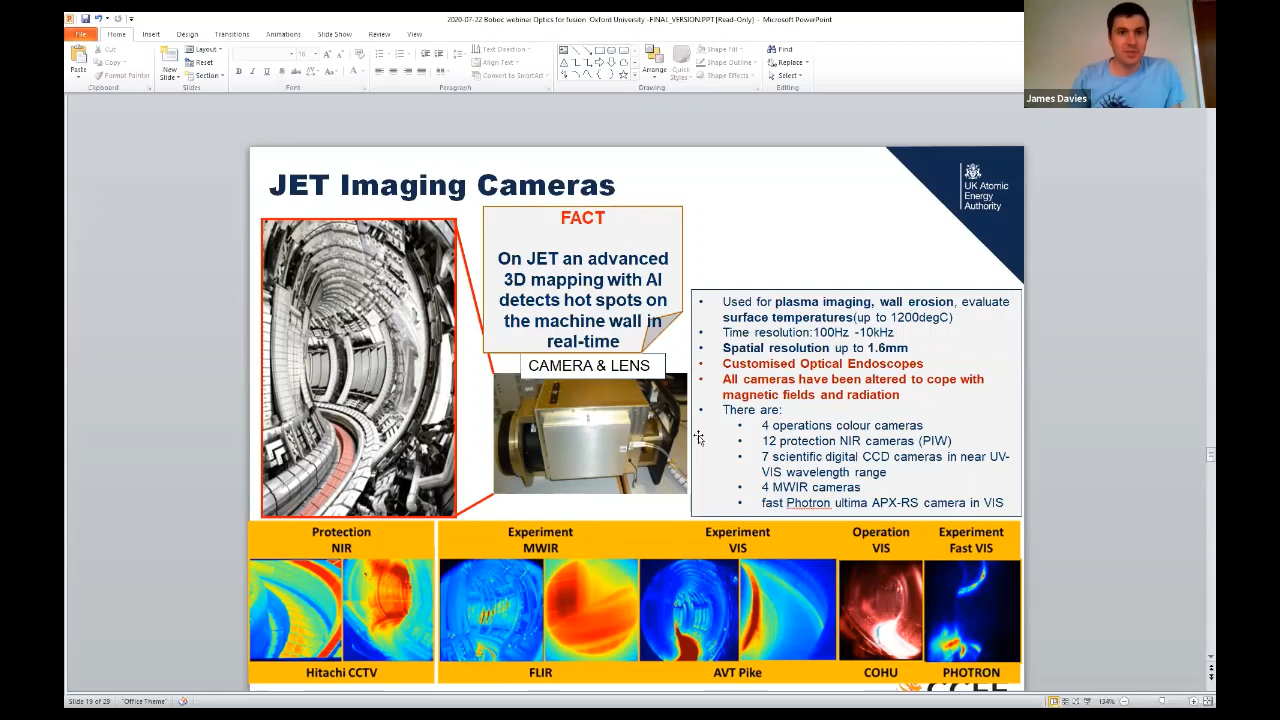 2020-07-22 Boboc webinar Optics for fusion Oxford University -FINAL_VERSION.PPT [Read-Only] - Microsoft PowerPoint
File Home Insert Design Transitions Animations Slide Show Review View
Paste
Cut
Copy
Format Painter
Clipboard
New
Slide
Layout
Reset
Section
Slides
Font
Text Direction
Align Text
Convert to SmartArt
Paragraph
Arrange
Quick
Styles
Shape Fill
Shape Outline
Shape Effects
Drawing
Find
Replace
Select
Editing
James Davies
JET Imaging Cameras
UK Atomic
Energy
Authority
FACT
On JET an advanced
3D mapping with AI
detects hot spots on
the machine wall in
real-time
CAMERA & LENS
• Used for plasma imaging, wall erosion, evaluate
surface temperatures(up to 1200degC)
• Time resolution:100Hz -10kHz
• Spatial resolution up to 1.6mm
• Customised Optical Endoscopes
• All cameras have been altered to cope with
magnetic fields and radiation
• There are:
• 4 operations colour cameras
• 12 protection NIR cameras (PIW)
• 7 scientific digital CCD cameras in near UV-
VIS wavelength range
• 4 MWIR cameras
• fast Photron ultima APX-RS camera in VIS
Protection
NIR
Experiment
MWIR
Experiment
VIS
Operation
VIS
Experiment
Fast VIS
Hitachi CCTV
FLIR
AVT Pike
COHU
PHOTRON
Slide 19 of 29 "Office Theme" 134%